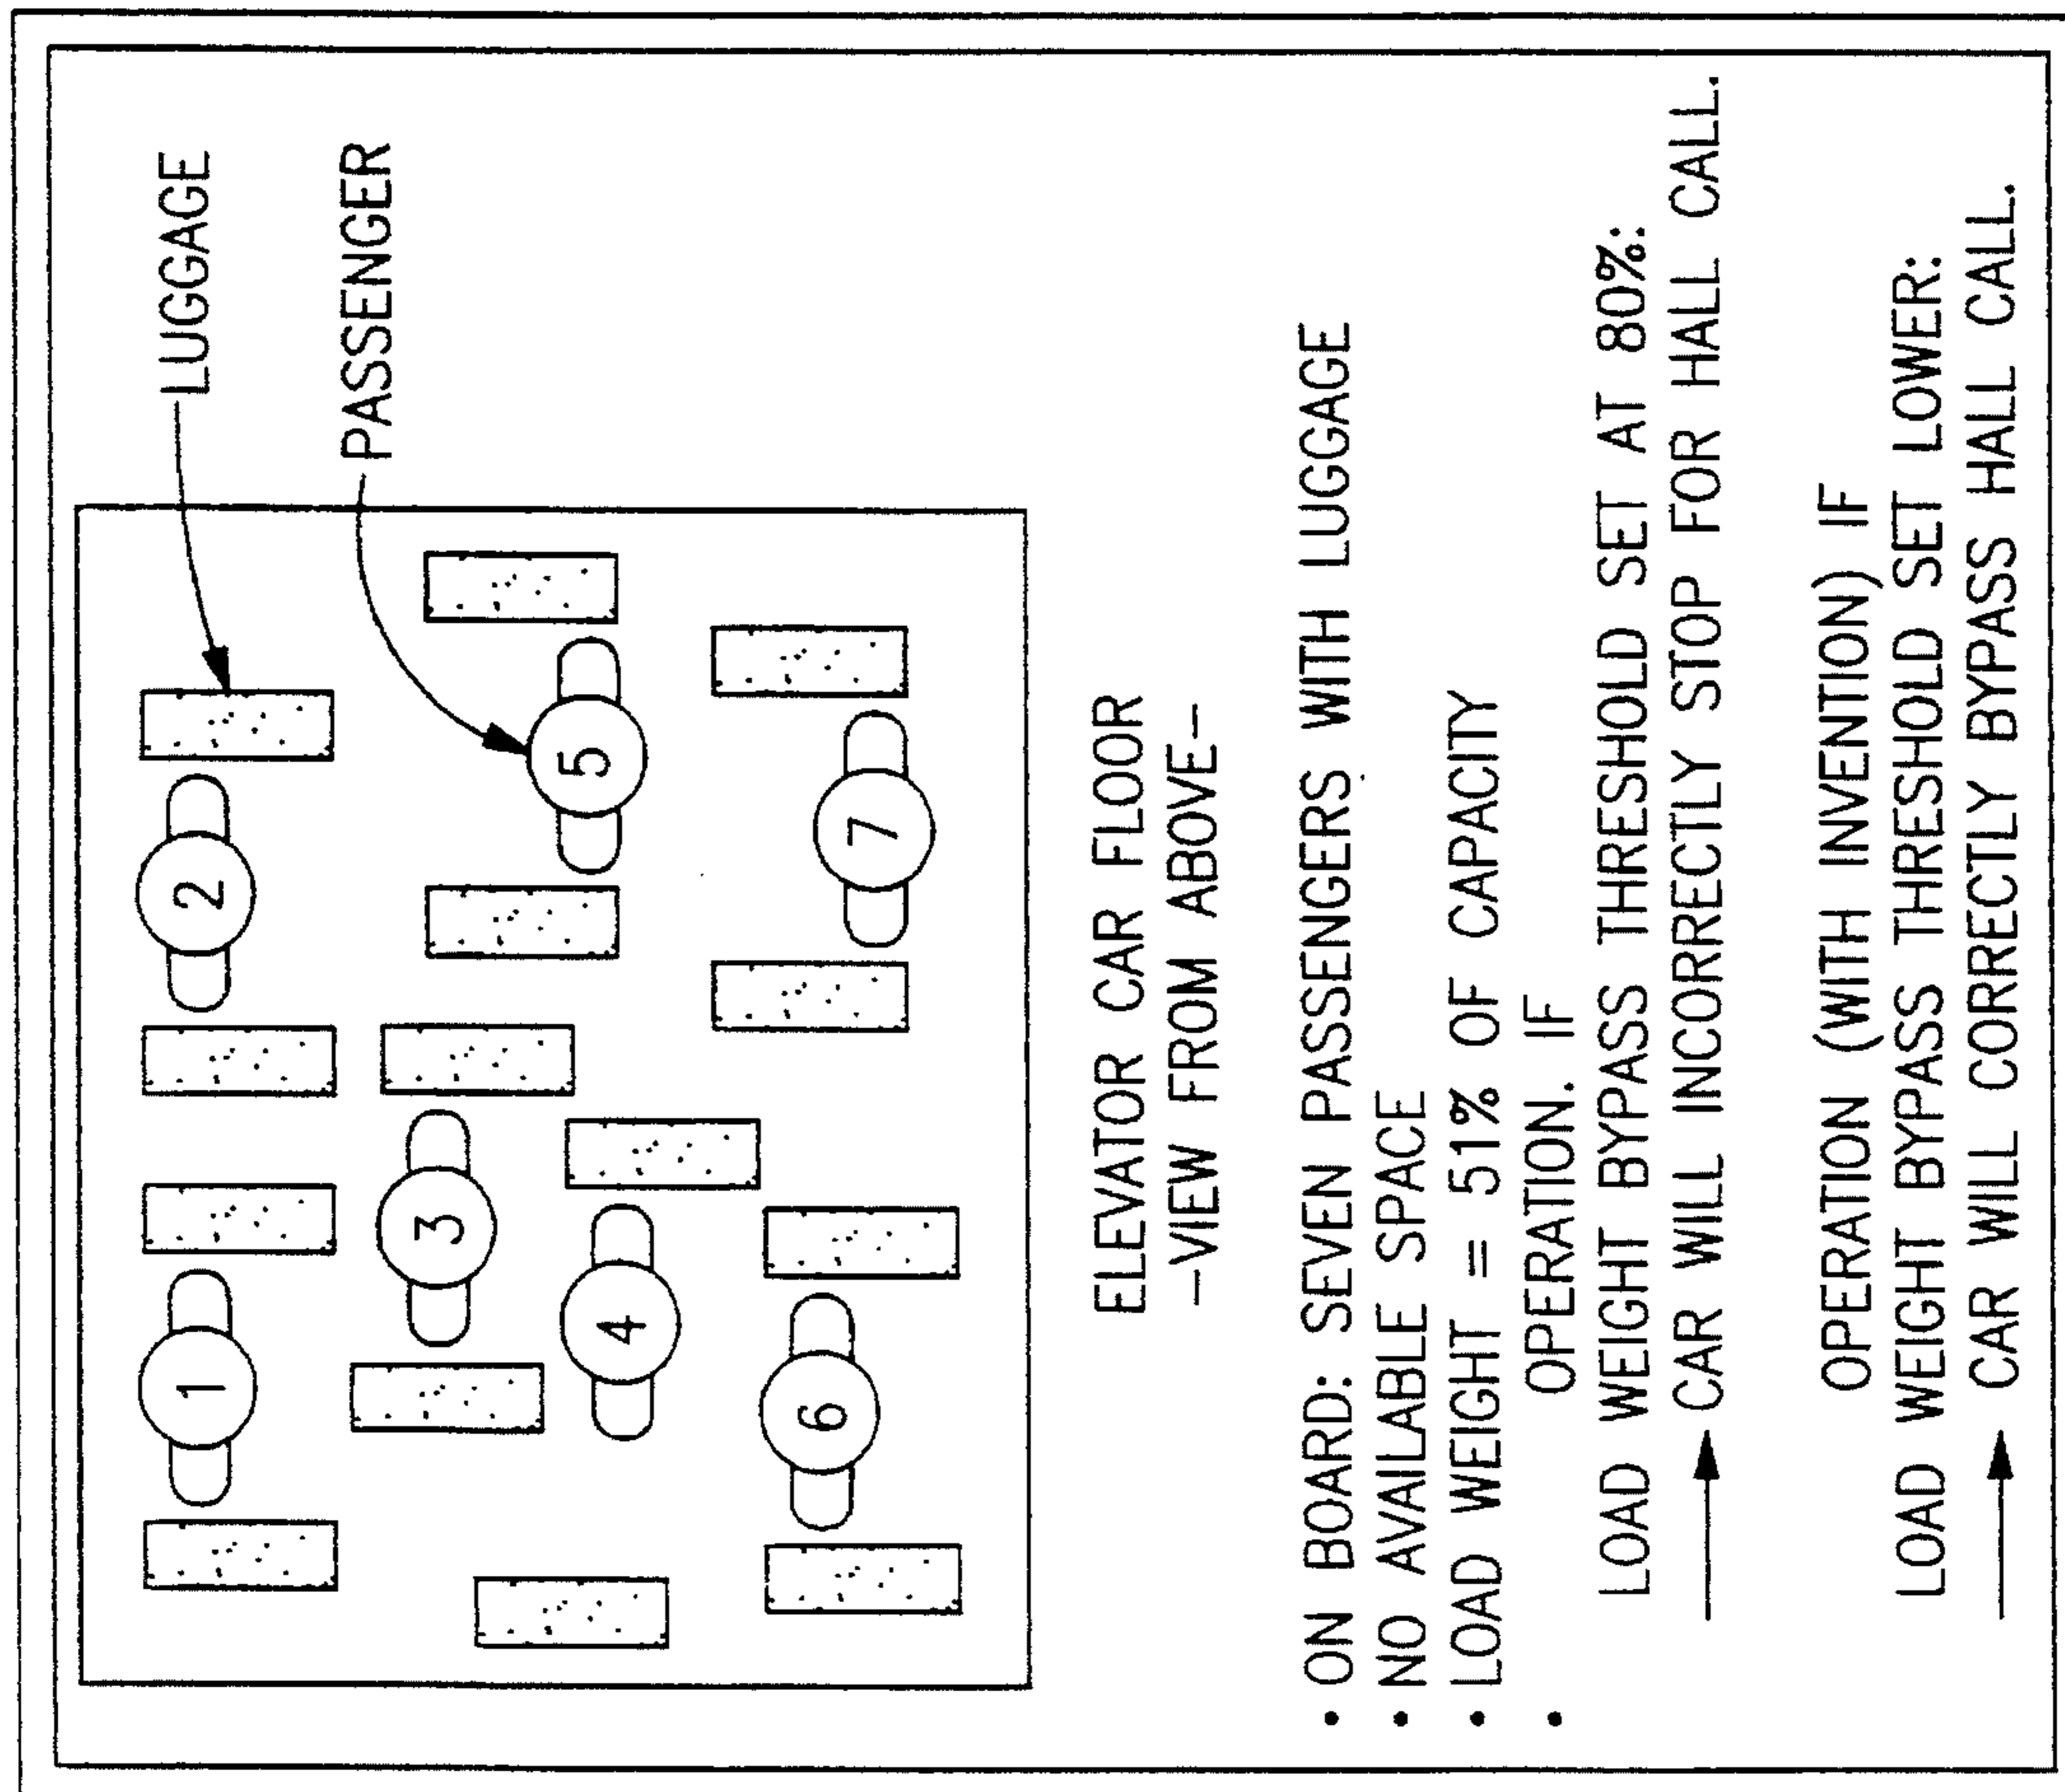 LUGGAGE
PASSENGER
1
2
3
4
5
6
7
ELEVATOR CAR FLOOR
-VIEW FROM ABOVE-
• ON BOARD: SEVEN PASSENGERS WITH LUGGAGE
• NO AVAILABLE SPACE
• LOAD WEIGHT = 51% OF CAPACITY
• OPERATION. IF
LOAD WEIGHT BYPASS THRESHOLD SET AT 80%:
→ CAR WILL INCORRECTLY STOP FOR HALL CALL.
OPERATION (WITH INVENTION) IF
LOAD WEIGHT BYPASS THRESHOLD SET LOWER:
→ CAR WILL CORRECTLY BYPASS HALL CALL.